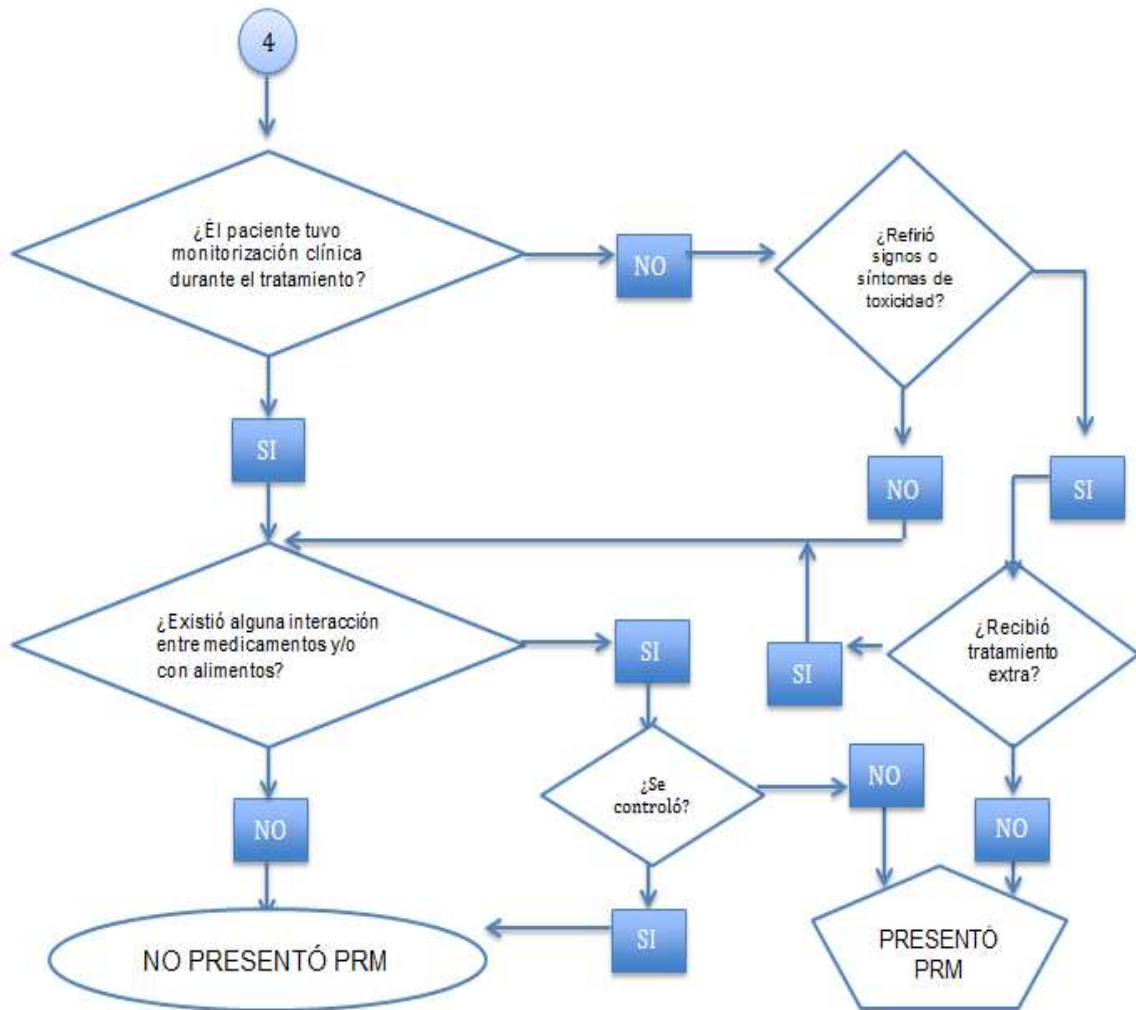 4
¿Él paciente tuvo
monitorización clínica
durante el tratamiento?
NO
¿Refirió
signos o
síntomas de
toxicidad?
SI
NO
SI
¿Existió alguna interacción
entre medicamentos y/o
con alimentos?
SI
SI
¿Recibió
tratamiento
extra?
¿Se
controló?
NO
NO
NO
SI
NO PRESENTÓ PRM
PRESENTÓ
PRM